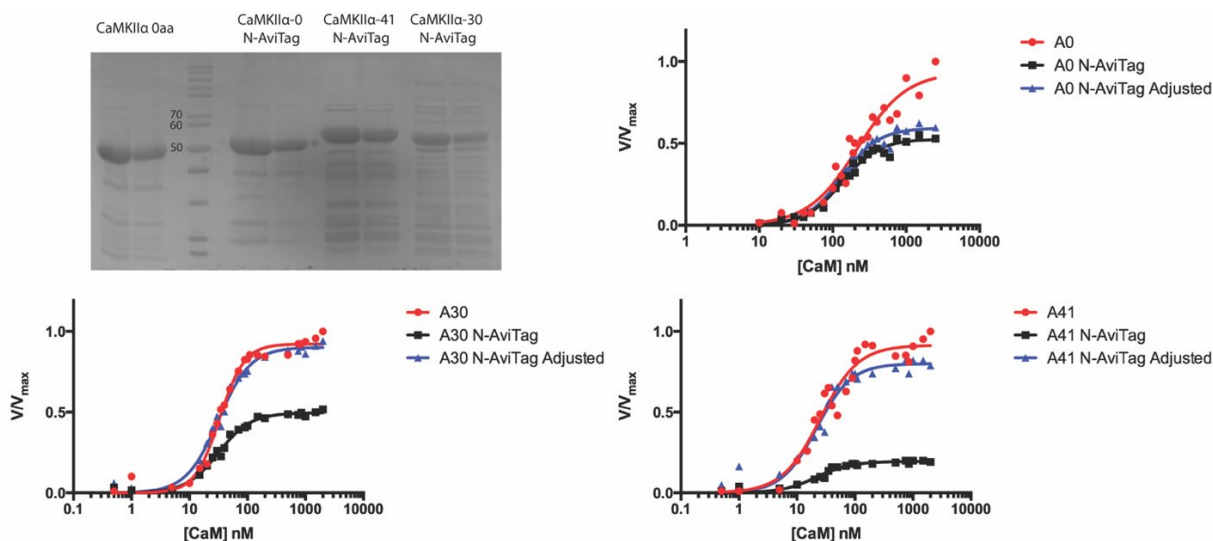 CaMKIIα 0aa
CaMKIIα-0
N-AviTag
CaMKIIα-41
N-AviTag
CaMKIIα-30
N-AviTag
70
60
50
A0
A0 N-AviTag
A0 N-AviTag Adjusted
V/Vmax
1.0
0.5
0.0
1 10 100 1000 10000
[CaM] nM
A30
A30 N-AviTag
A30 N-AviTag Adjusted
V/Vmax
1.0
0.5
0.0
0.1 1 10 100 1000 10000
[CaM] nM
A41
A41 N-AviTag
A41 N-AviTag Adjusted
V/Vmax
1.0
0.5
0.0
0.1 1 10 100 1000 10000
[CaM] nM